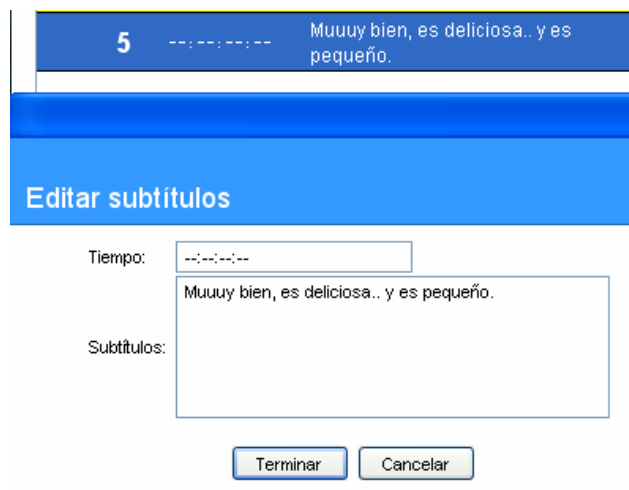 5 --:--:--:-- Muuuy bien, es deliciosa.. y es
pequeño.
Editar subtítulos
Tiempo: --:--:--:--
Muuuy bien, es deliciosa.. y es pequeño.
Subtítulos:
Terminar Cancelar